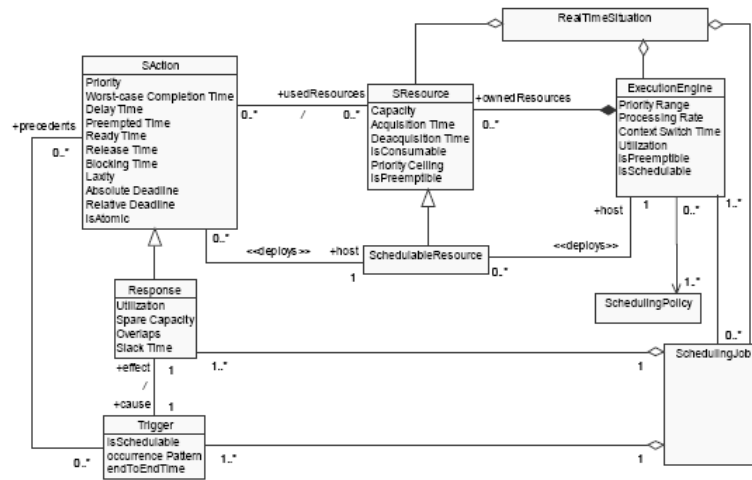 RealTimeSituation
SAction
Priority
Worst-case Completion Time
Delay Time
Preempted Time
Ready Time
Release Time
Blocking Time
Laxity
Absolute Deadline
Relative Deadline
IsAtomic
+usedResources
0..*
/
0..*
SResource
Capacity
Acquisition Time
Deacquisition Time
IsConsumable
Priority Ceiling
IsPreemptible
+ownedResources
0..*
ExecutionEngine
Priority Range
Processing Rate
Context Switch Time
Utilization
IsPreemptible
IsSchedulable
+precedents
0..*
0..*
<<deploys>>
+host
1
SchedulableResource
0..*
<<deploys>>
+host
1
0..*
1..*
1..*
SchedulingPolicy
0..*
Response
Utilization
Spare Capacity
Overlaps
Slack Time
1..*
1
SchedulingJob
+effect
1
/
+cause
1
Trigger
IsSchedulable
occurrence Pattern
endToEndTime
0..*
1..*
1